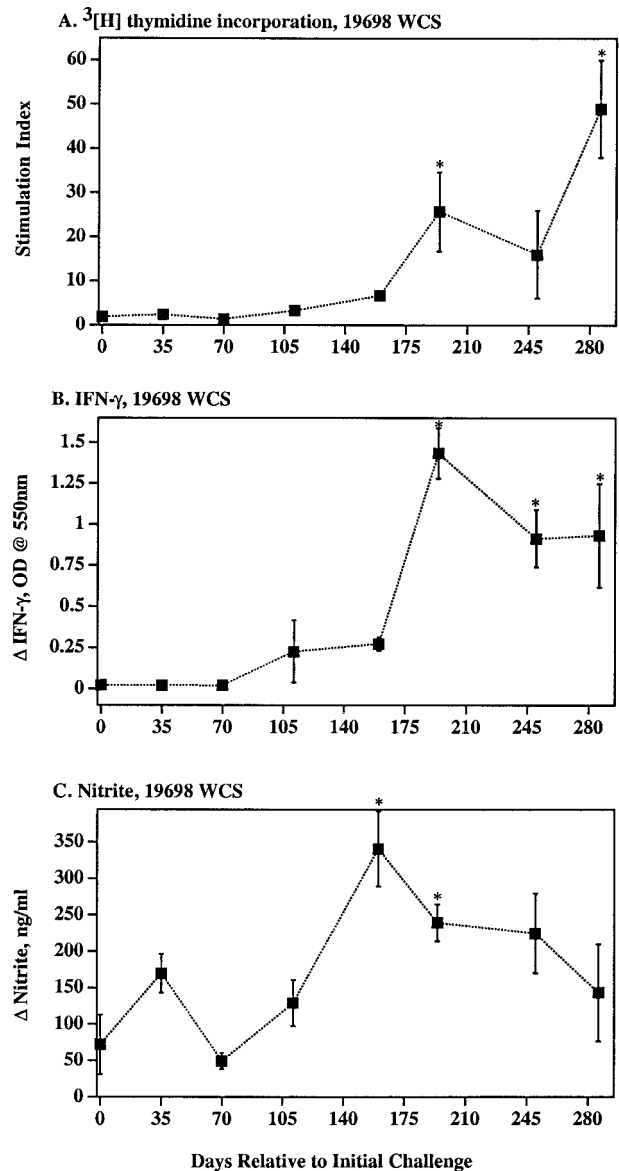 A. ³[H] thymidine incorporation, 19698 WCS
Stimulation Index
60
50
40
30
20
10
0
*
*
0 35 70 105 140 175 210 245 280
B. IFN-γ, 19698 WCS
Δ IFN-γ, OD @ 550nm
1.5
1.25
1
0.75
0.5
0.25
0
*
*
*
0 35 70 105 140 175 210 245 280
C. Nitrite, 19698 WCS
Δ Nitrite, ng/ml
350
300
250
200
150
100
50
0
*
*
0 35 70 105 140 175 210 245 280
Days Relative to Initial Challenge